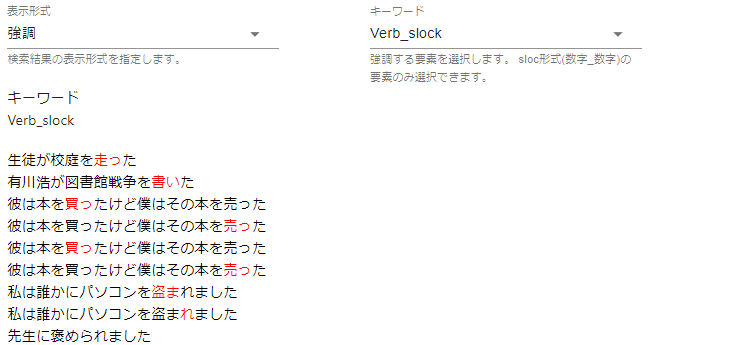 表示形式
キーワード
強調
Verb_slock
検索結果の表示形式を指定します。
強調する要素を選択します。 sloc形式(数字_数字)の
要素のみ選択できます。
キーワード
Verb_slock
生徒が校庭を走った
有川浩が図書館戦争を書いた
彼は本を買ったけど僕はその本を売った
彼は本を買ったけど僕はその本を売った
彼は本を買ったけど僕はその本を売った
彼は本を買ったけど僕はその本を売った
私は誰かにパソコンを盗まれました
私は誰かにパソコンを盗まれました
先生に褒められました